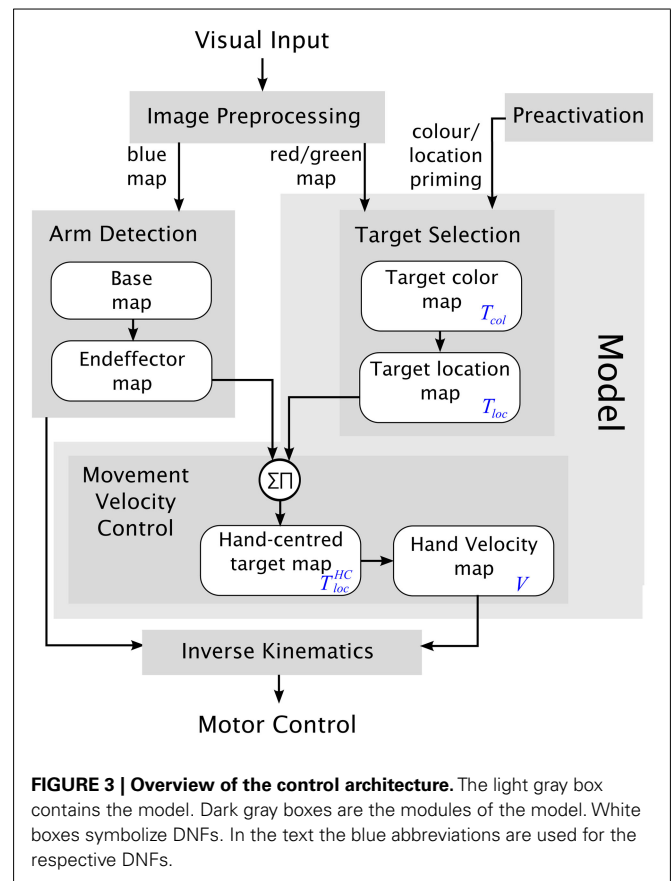 Visual Input
Image Preprocessing
Preactivation
blue
map
red/green
map
colour/
location
priming
Arm Detection
Base
map
Endeffector
map
Target Selection
Target color
map
T_col
Target location
map
T_loc
Model
Movement
Velocity
Control
ΣΠ
Hand-centred
target map
T_loc^HC
Hand Velocity
map
V
Inverse Kinematics
Motor Control
FIGURE 3 | Overview of the control architecture. The light gray box
contains the model. Dark gray boxes are the modules of the model. White
boxes symbolize DNFs. In the text the blue abbreviations are used for the
respective DNFs.